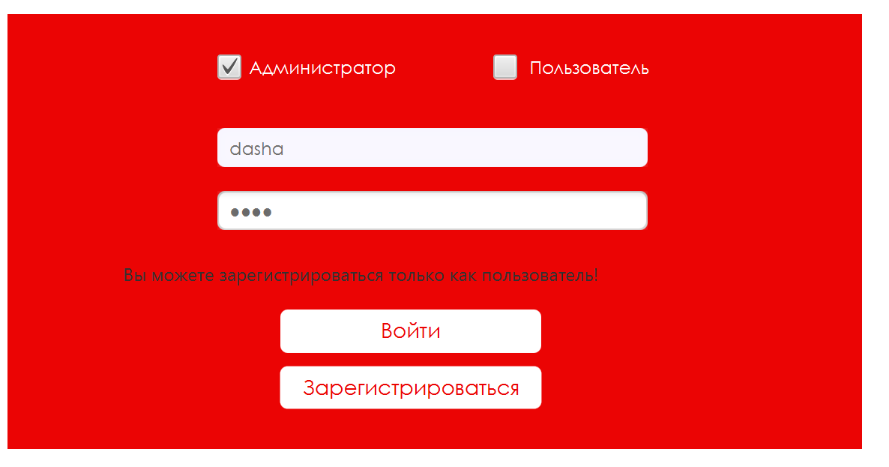 Администратор
Пользователь
dasha
••••
Вы можете зарегистрироваться только как пользователь!
Войти
Зарегистрироваться